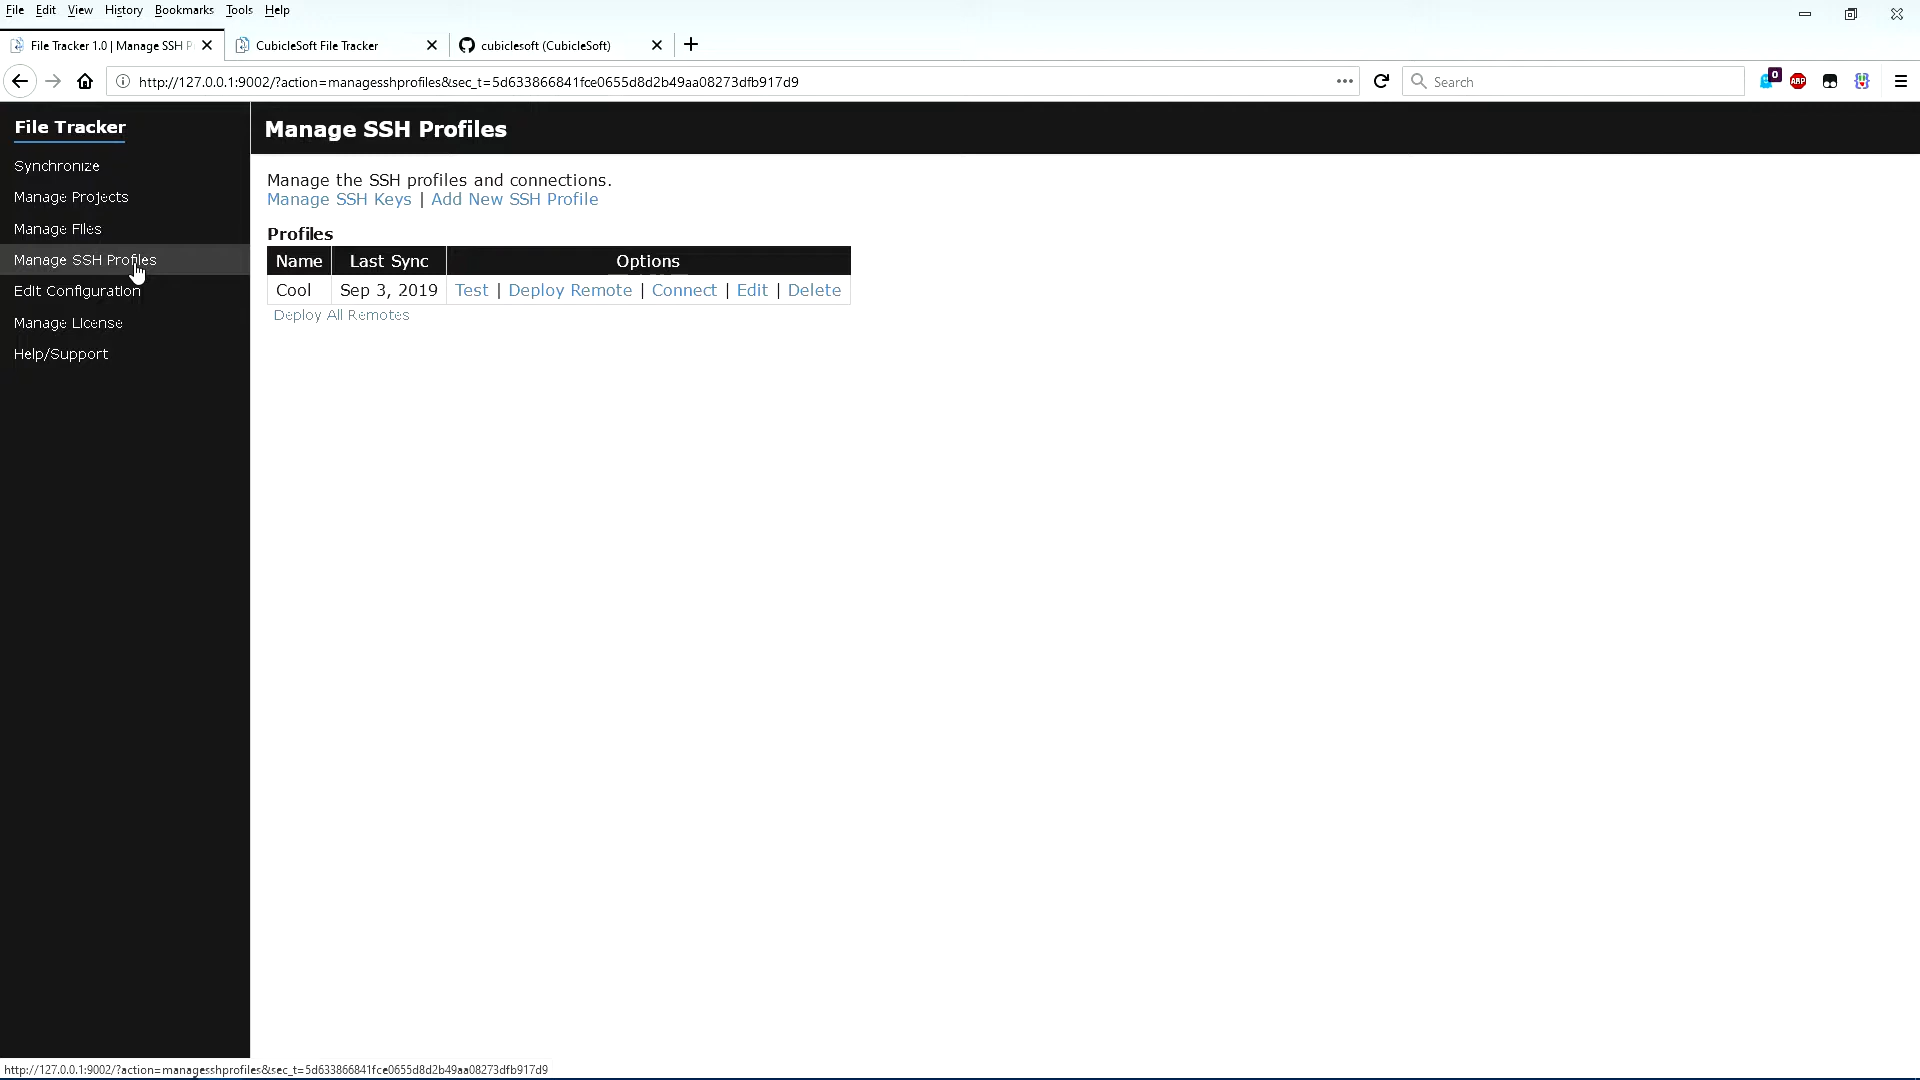 File Edit View History Bookmarks Tools Help
File Tracker 1.0 | Manage SSH P
CubicleSoft File Tracker
cubiclesoft (CubicleSoft)
http://127.0.0.1:9002/?action=managesshprofiles&sec_t=5d633866841fce0655d8d2b49aa08273dfb917d9
Search
0
ABP
File Tracker
Synchronize
Manage Projects
Manage Files
Manage SSH Profiles
Edit Configuration
Manage License
Help/Support
Manage SSH Profiles
Manage the SSH profiles and connections.
Manage SSH Keys | Add New SSH Profile
Profiles
Name Last Sync Options
Cool Sep 3, 2019 Test | Deploy Remote | Connect | Edit | Delete
Deploy All Remotes
http://127.0.0.1:9002/?action=managesshprofiles&sec_t=5d633866841fce0655d8d2b49aa08273dfb917d9